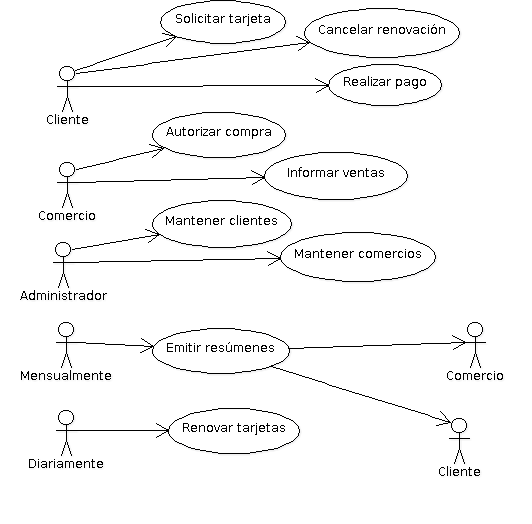 Solicitar tarjeta
Cancelar renovación
Realizar pago
Cliente
Autorizar compra
Informar ventas
Comercio
Mantener clientes
Mantener comercios
Administrador
Emitir resúmenes
Mensualmente
Comercio
Renovar tarjetas
Diariamente
Cliente